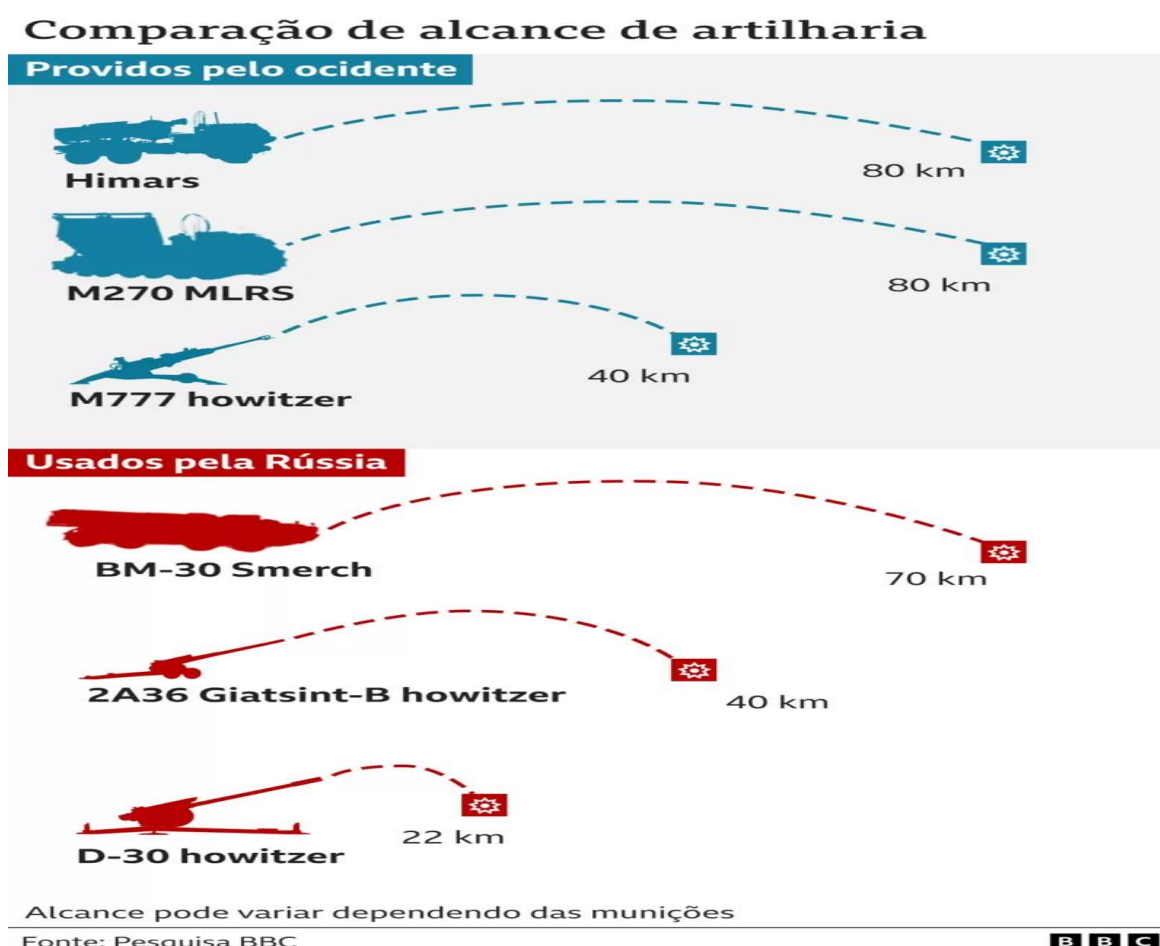 Comparação de alcance de artilharia
Providos pelo ocidente
80 km
Himars
80 km
M270 MLRS
40 km
M777 howitzer
Usados pela Rússia
BM-30 Smerch
70 km
2A36 Giatsint-B howitzer
40 km
22 km
D-30 howitzer
Alcance pode variar dependendo das munições
Fonte: Pesquisa BBC
BBC